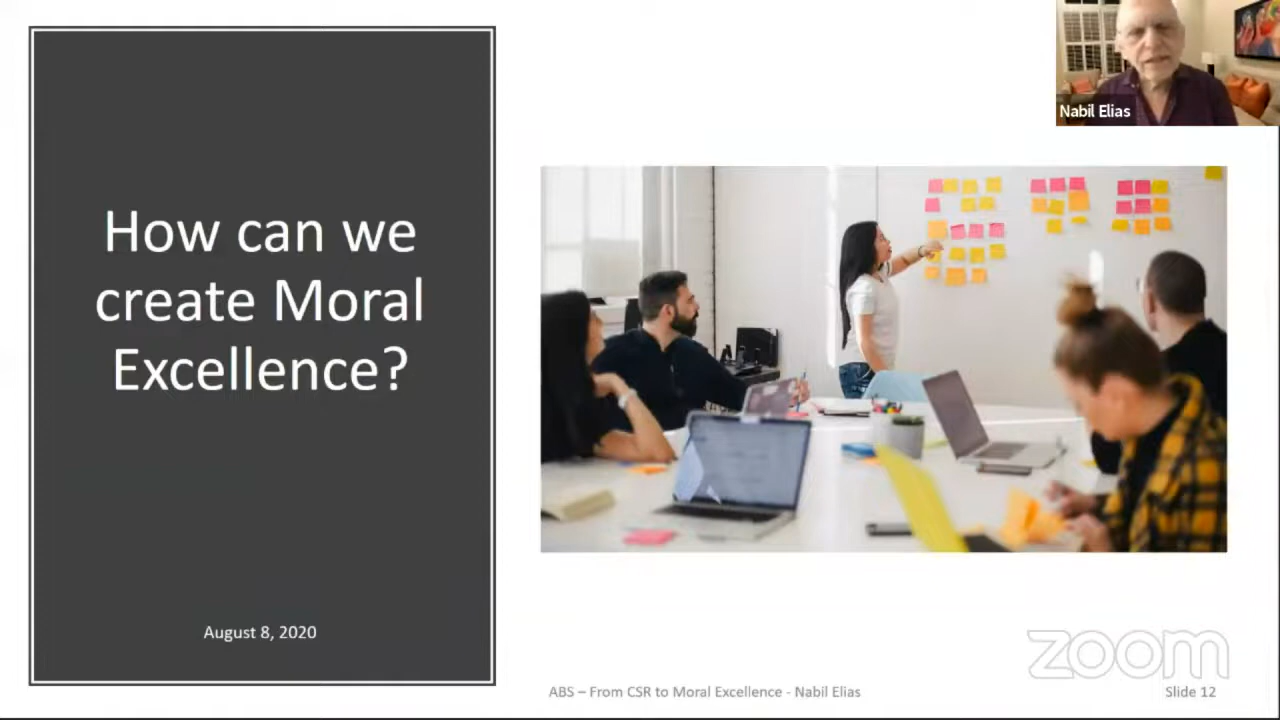 How can we
create Moral
Excellence?
August 8, 2020
Nabil Elias
zoom
ABS – From CSR to Moral Excellence - Nabil Elias
Slide 12